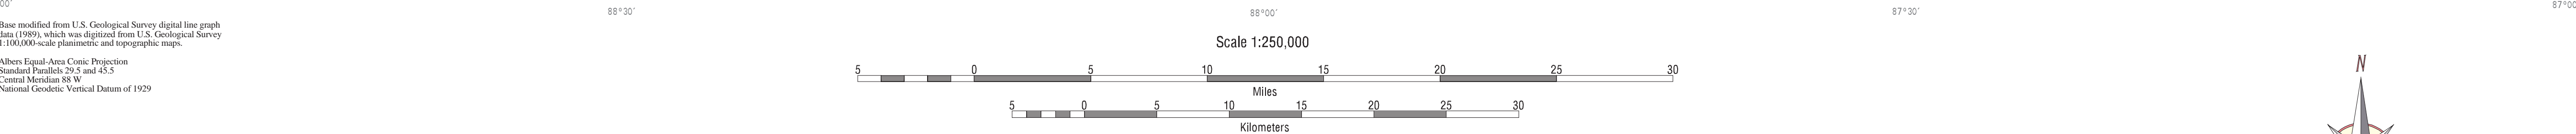 00'
88°30'
88°00'
87°30'
87°00
Base modified from U.S. Geological Survey digital line graph
data (1989), which was digitized from U.S. Geological Survey
1:100,000-scale planimetric and topographic maps.
Albers Equal-Area Conic Projection
Standard Parallels 29.5 and 45.5
Central Meridian 88 W
National Geodetic Vertical Datum of 1929
Scale 1:250,000
5 0 5 10 15 20 25 30
Miles
5 0 5 10 15 20 25 30
Kilometers
N